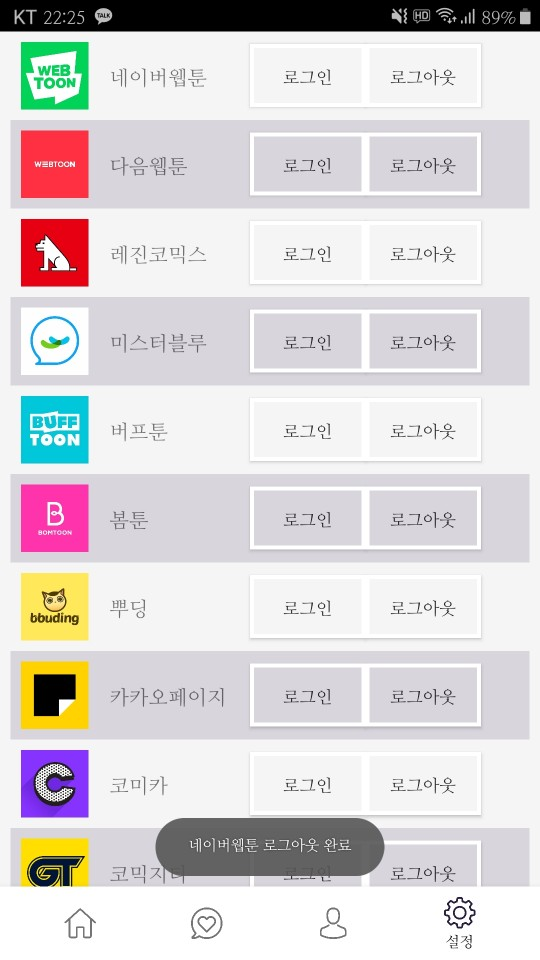 KT 22:25 TALK HD 89%
WEB
TOON
네이버웹툰 로그인 로그아웃
WEBTOON
다음웹툰 로그인 로그아웃
레진코믹스 로그인 로그아웃
미스터블루 로그인 로그아웃
BUFF
TOON
버프툰 로그인 로그아웃
B
BOMTOON
봄툰 로그인 로그아웃
bbuding
뿌딩 로그인 로그아웃
카카오페이지 로그인 로그아웃
C
코미카 로그인 로그아웃
네이버웹툰 로그아웃 완료
GT
코믹지티 로그인 로그아웃
설정